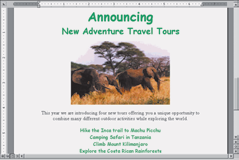 Announcing
New Adventure Travel Tours
This year we are introducing four new tours offering you a unique opportunity to
combine many different outdoor activities while exploring the world.
Hike the Inca trail to Machu Picchu
Camping Safari in Tanzania
Climb Mount Kilimanjaro
Explore the Costa Rican Rainforests